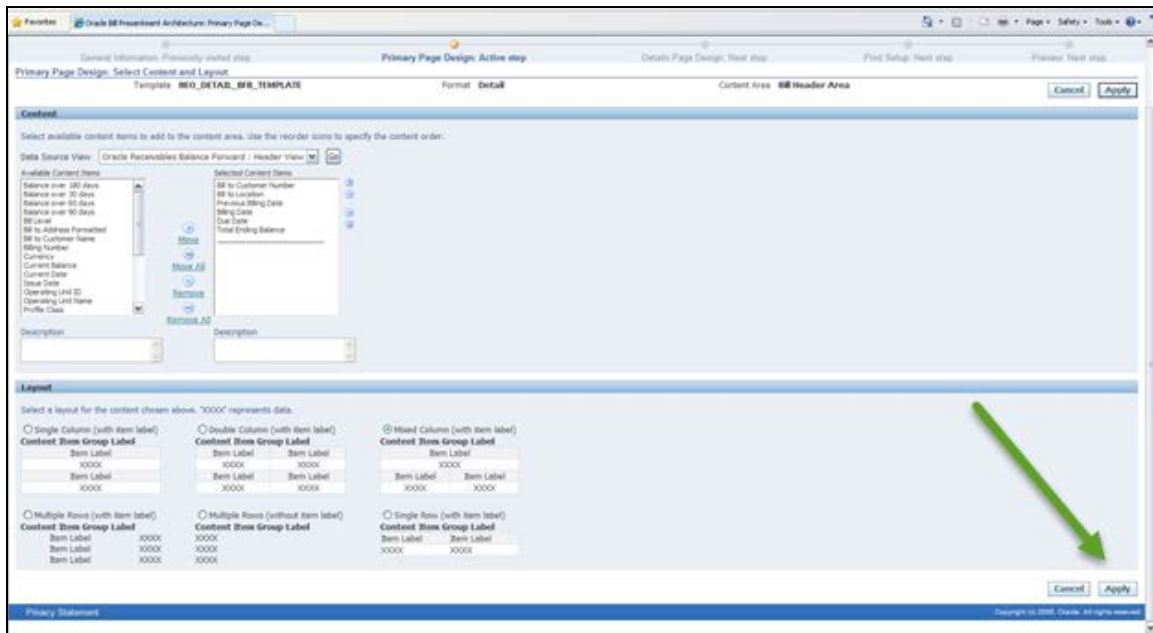 Favorites Oracle Bill Presentment Architecture: Primary Page De... Page Safety Tools
General Information: Previously visited step Primary Page Design: Active step Details Page Design: Next step Print Setup: Next step Preview: Next step
Primary Page Design: Select Content and Layout
Template NEO_DETAIL_BFB_TEMPLATE Format Detail Content Area Bill Header Area Cancel Apply
Content
Select available content items to add to the content area. Use the reorder icons to specify the content order.
Data Source View Oracle Receivables Balance Forward : Header View Go
Available Content Items Selected Content Items
Balance over 180 days Bill to Customer Number
Balance over 30 days Bill to Location
Balance over 60 days Previous Billing Date
Balance over 90 days Billing Date
Bill Level Due Date
Bill to Address Formatted Total Ending Balance
Bill to Customer Name
Billing Number
Currency
Current Balance
Current Date
Issue Date
Operating Unit ID
Operating Unit Name
Profile Class
Move
Move All
Remove
Remove All
Description Description
Layout
Select a layout for the content chosen above. "XXXX" represents data.
Single Column (with item label) Double Column (with item label) Mixed Column (with item label)
Content Item Group Label Content Item Group Label Content Item Group Label
Item Label Item Label Item Label Item Label
XXXX XXXX XXXX XXXX
Item Label Item Label Item Label Item Label Item Label
XXXX XXXX XXXX XXXX XXXX
Multiple Rows (with item label) Multiple Rows (without item label) Single Row (with item label)
Content Item Group Label Content Item Group Label Content Item Group Label
Item Label XXXX XXXX Item Label Item Label
Item Label XXXX XXXX XXXX XXXX
Item Label XXXX XXXX
Cancel Apply
Privacy Statement Copyright (c) 2006, Oracle. All rights reserved.